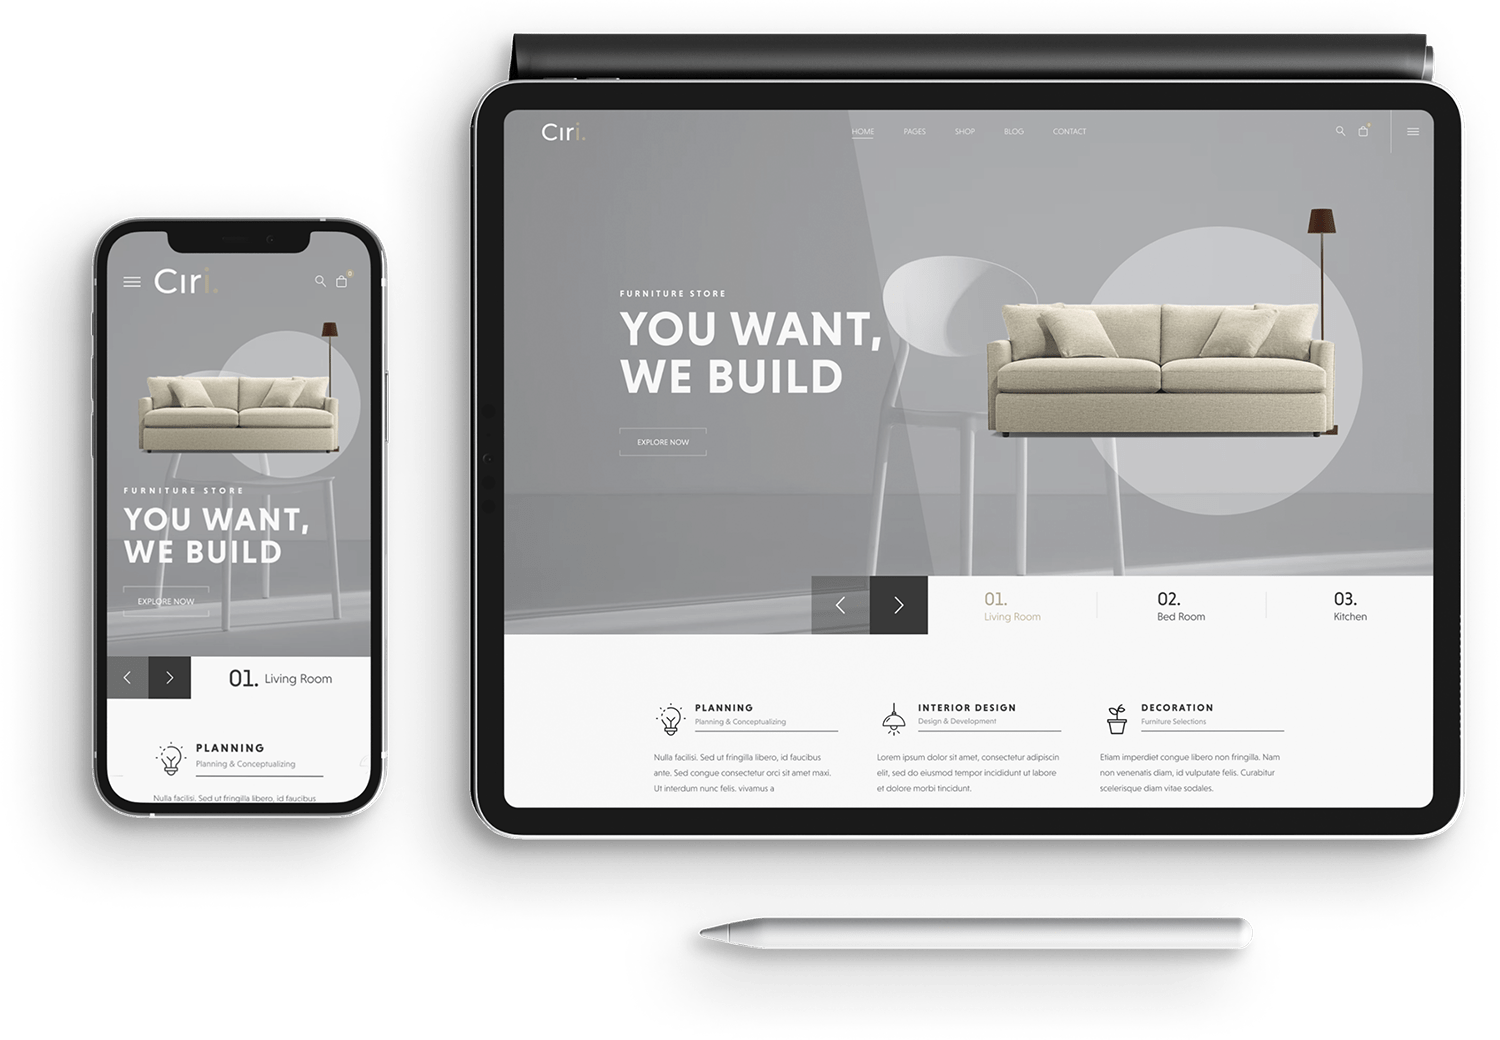 Cıri.
FURNITURE STORE
YOU WANT,
WE BUILD
EXPLORE NOW
01. Living Room
PLANNING
Planning & Conceptualizing
Nulla facilisi. Sed ut fringilla libero, id faucibus
Cıri.
HOME PAGES SHOP BLOG CONTACT
FURNITURE STORE
YOU WANT,
WE BUILD
EXPLORE NOW
01.
Living Room
02.
Bed Room
03.
Kitchen
PLANNING
Planning & Conceptualizing
Nulla facilisi. Sed ut fringilla libero, id faucibus
ante. Sed congue consectetur orci sit amet maxi.
Ut interdum nunc felis. vivamus a
INTERIOR DESIGN
Design & Development
Lorem ipsum dolor sit amet, consectetur adipiscin
elit, sed do eiusmod tempor incididunt ut labore
et dolore morbi tincidunt.
DECORATION
Furniture Selections
Etiam imperdiet congue libero non fringilla. Nam
non venenatis diam, id vulputate felis. Curabitur
scelerisque diam vitae sodales.